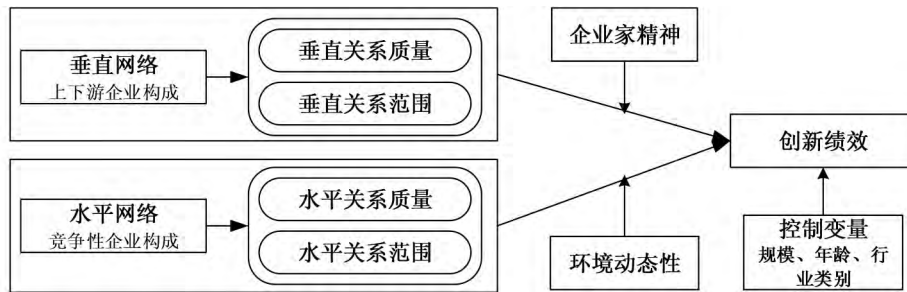 垂直网络
上下游企业构成
垂直关系质量
垂直关系范围
水平网络
竞争性企业构成
水平关系质量
水平关系范围
企业家精神
环境动态性
创新绩效
控制变量
规模、年龄、行
业类别